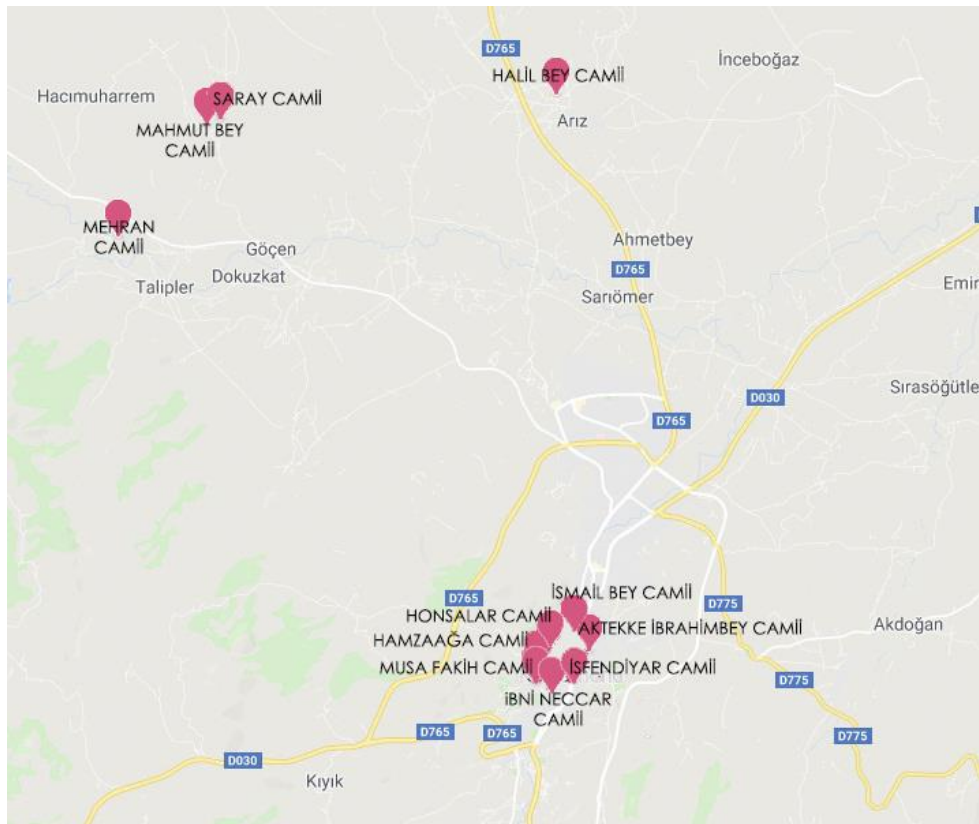 D765
HALİL BEY CAMİİ
İnceboğaz
Hacımuharrem
SARAY CAMİİ
MAHMUT BEY
CAMİİ
Arız
MEHRAN
CAMİİ
Göçen
Ahmetbey
Talipler
Dokuzkat
D765
Sarıömer
Emir
Sırasöğütle
D030
D765
İSMAİL BEY CAMİİ
D765
D775
HONSALAR CAMİİ
AKTEKKE İBRAHİMBEY CAMİİ
Akdoğan
HAMZAAĞA CAMİİ
MUSA FAKİH CAMİİ
İSFENDİYAR CAMİİ
D775
İBNİ NECCAR
CAMİİ
D765
D765
D775
D030
Kıyık